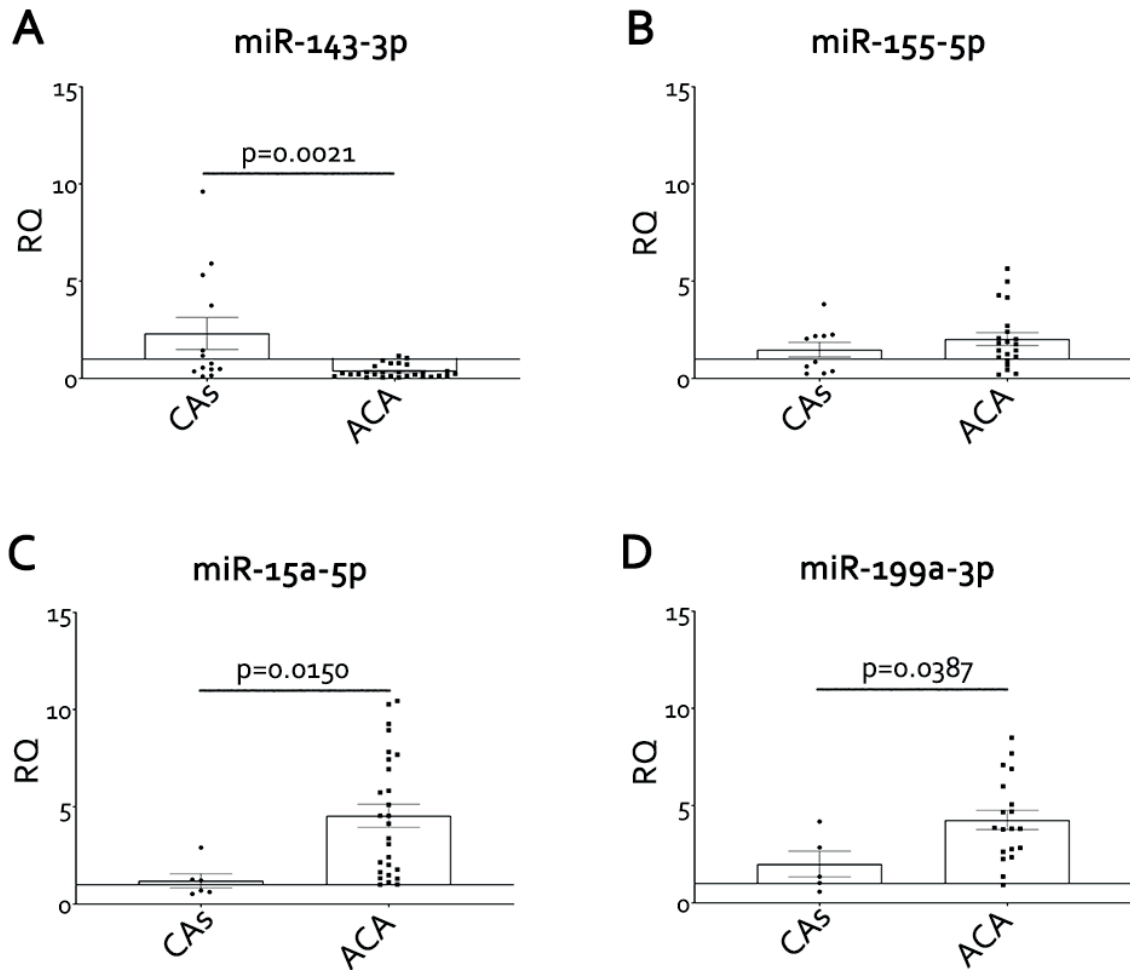 A
miR-143-3p
15
10
5
0
RQ
p=0.0021
CAs
ACA
B
miR-155-5p
15
10
5
0
RQ
CAs
ACA
C
miR-15a-5p
15
10
5
0
RQ
p=0.0150
CAs
ACA
D
miR-199a-3p
15
10
5
0
RQ
p=0.0387
CAs
ACA